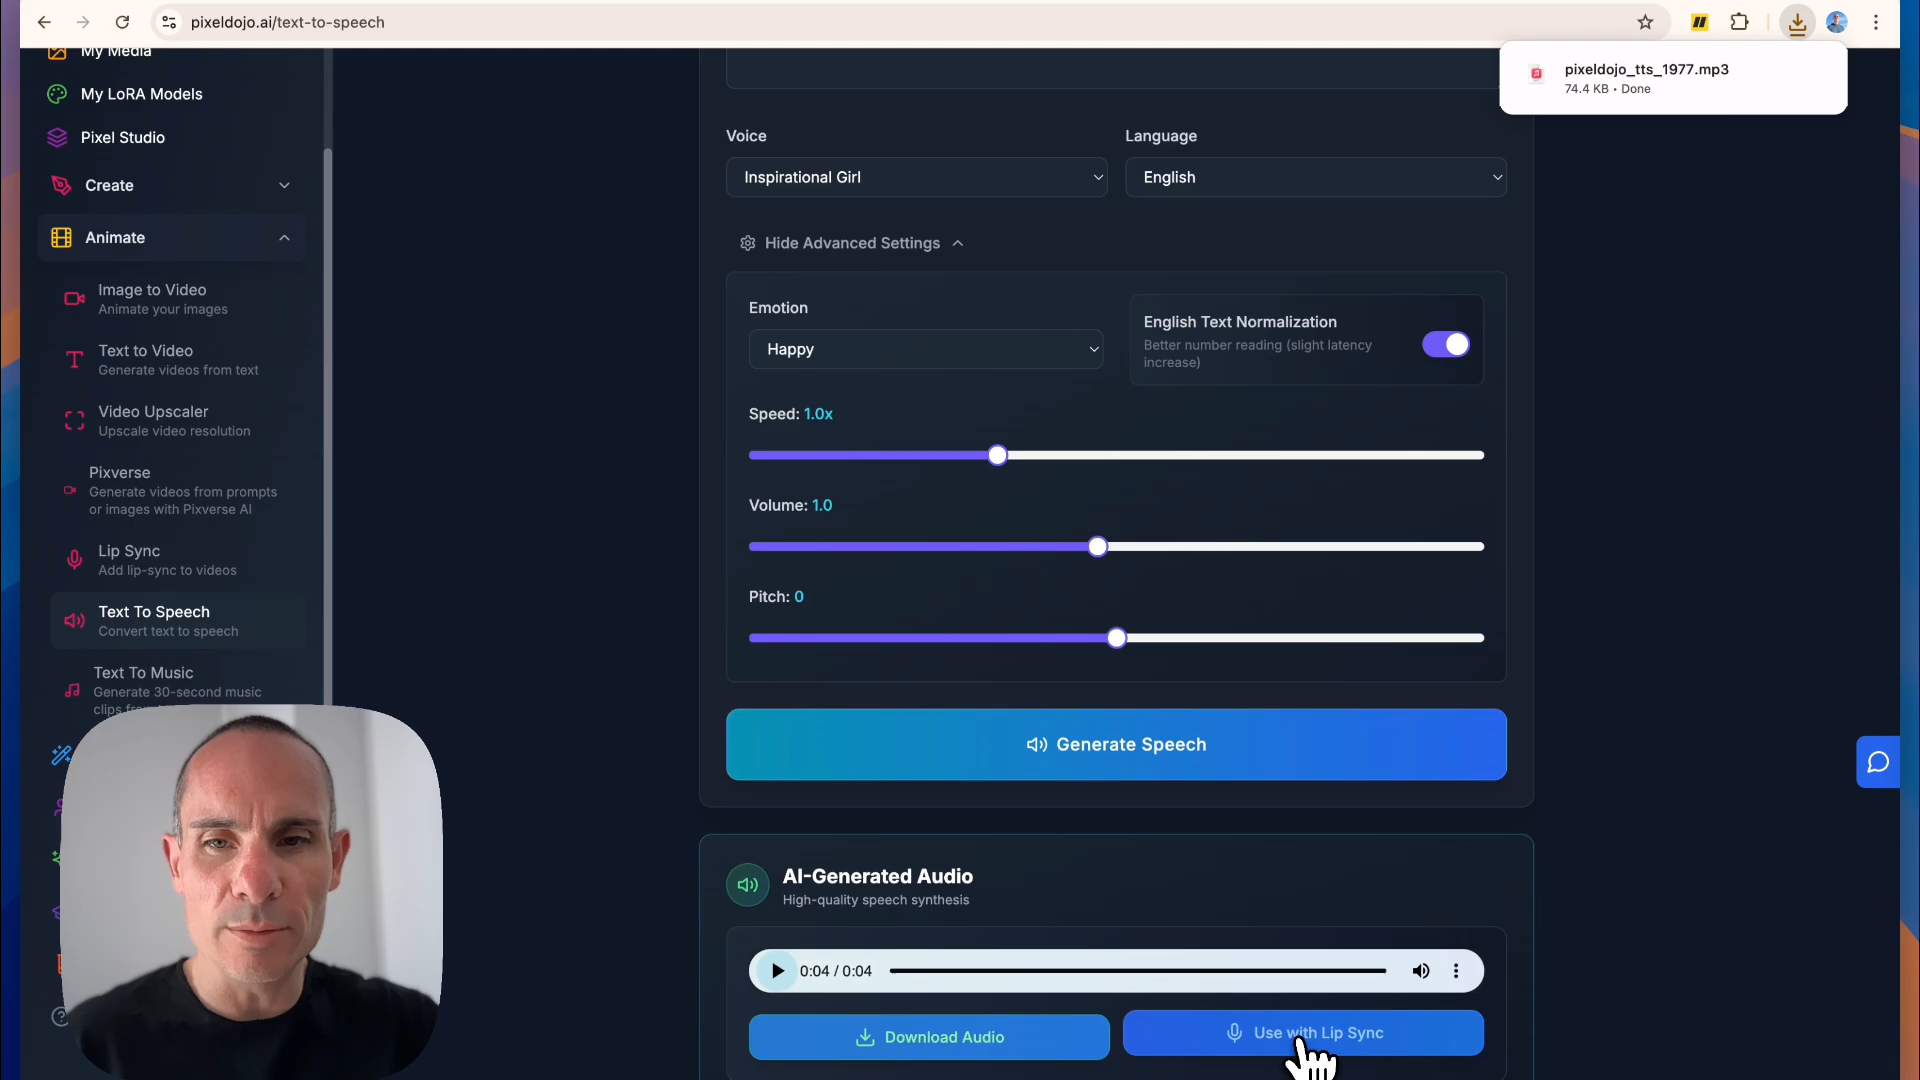 pixeldojo.ai/text-to-speech
pixeldojo_tts_1977.mp3
74.4 KB • Done
My Media
My LoRA Models
Pixel Studio
Create
Animate
Image to Video
Animate your images
Text to Video
Generate videos from text
Video Upscaler
Upscale video resolution
Pixverse
Generate videos from prompts
or images with Pixverse AI
Lip Sync
Add lip-sync to videos
Text To Speech
Convert text to speech
Text To Music
Generate 30-second music
clips
Voice
Inspirational Girl
Language
English
Hide Advanced Settings
Emotion
Happy
English Text Normalization
Better number reading (slight latency
increase)
Speed: 1.0x
Volume: 1.0
Pitch: 0
Generate Speech
AI-Generated Audio
High-quality speech synthesis
0:04 / 0:04
Download Audio
Use with Lip Sync